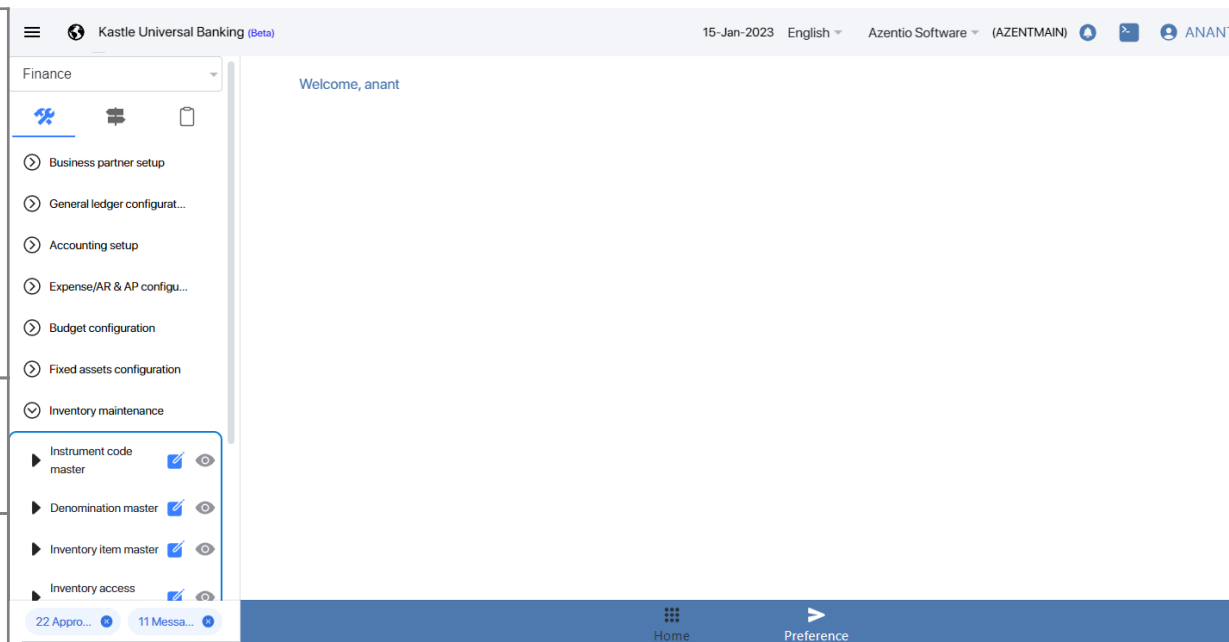 Kastle Universal Banking (Beta)
15-Jan-2023 English Azentio Software (AZENTMAIN) ANANT
Finance
Welcome, anant
Business partner setup
General ledger configurat...
Accounting setup
Expense/AR & AP configu...
Budget configuration
Fixed assets configuration
Inventory maintenance
Instrument code
master
Denomination master
Inventory item master
Inventory access
22 Appro... 11 Messa...
Home Preference